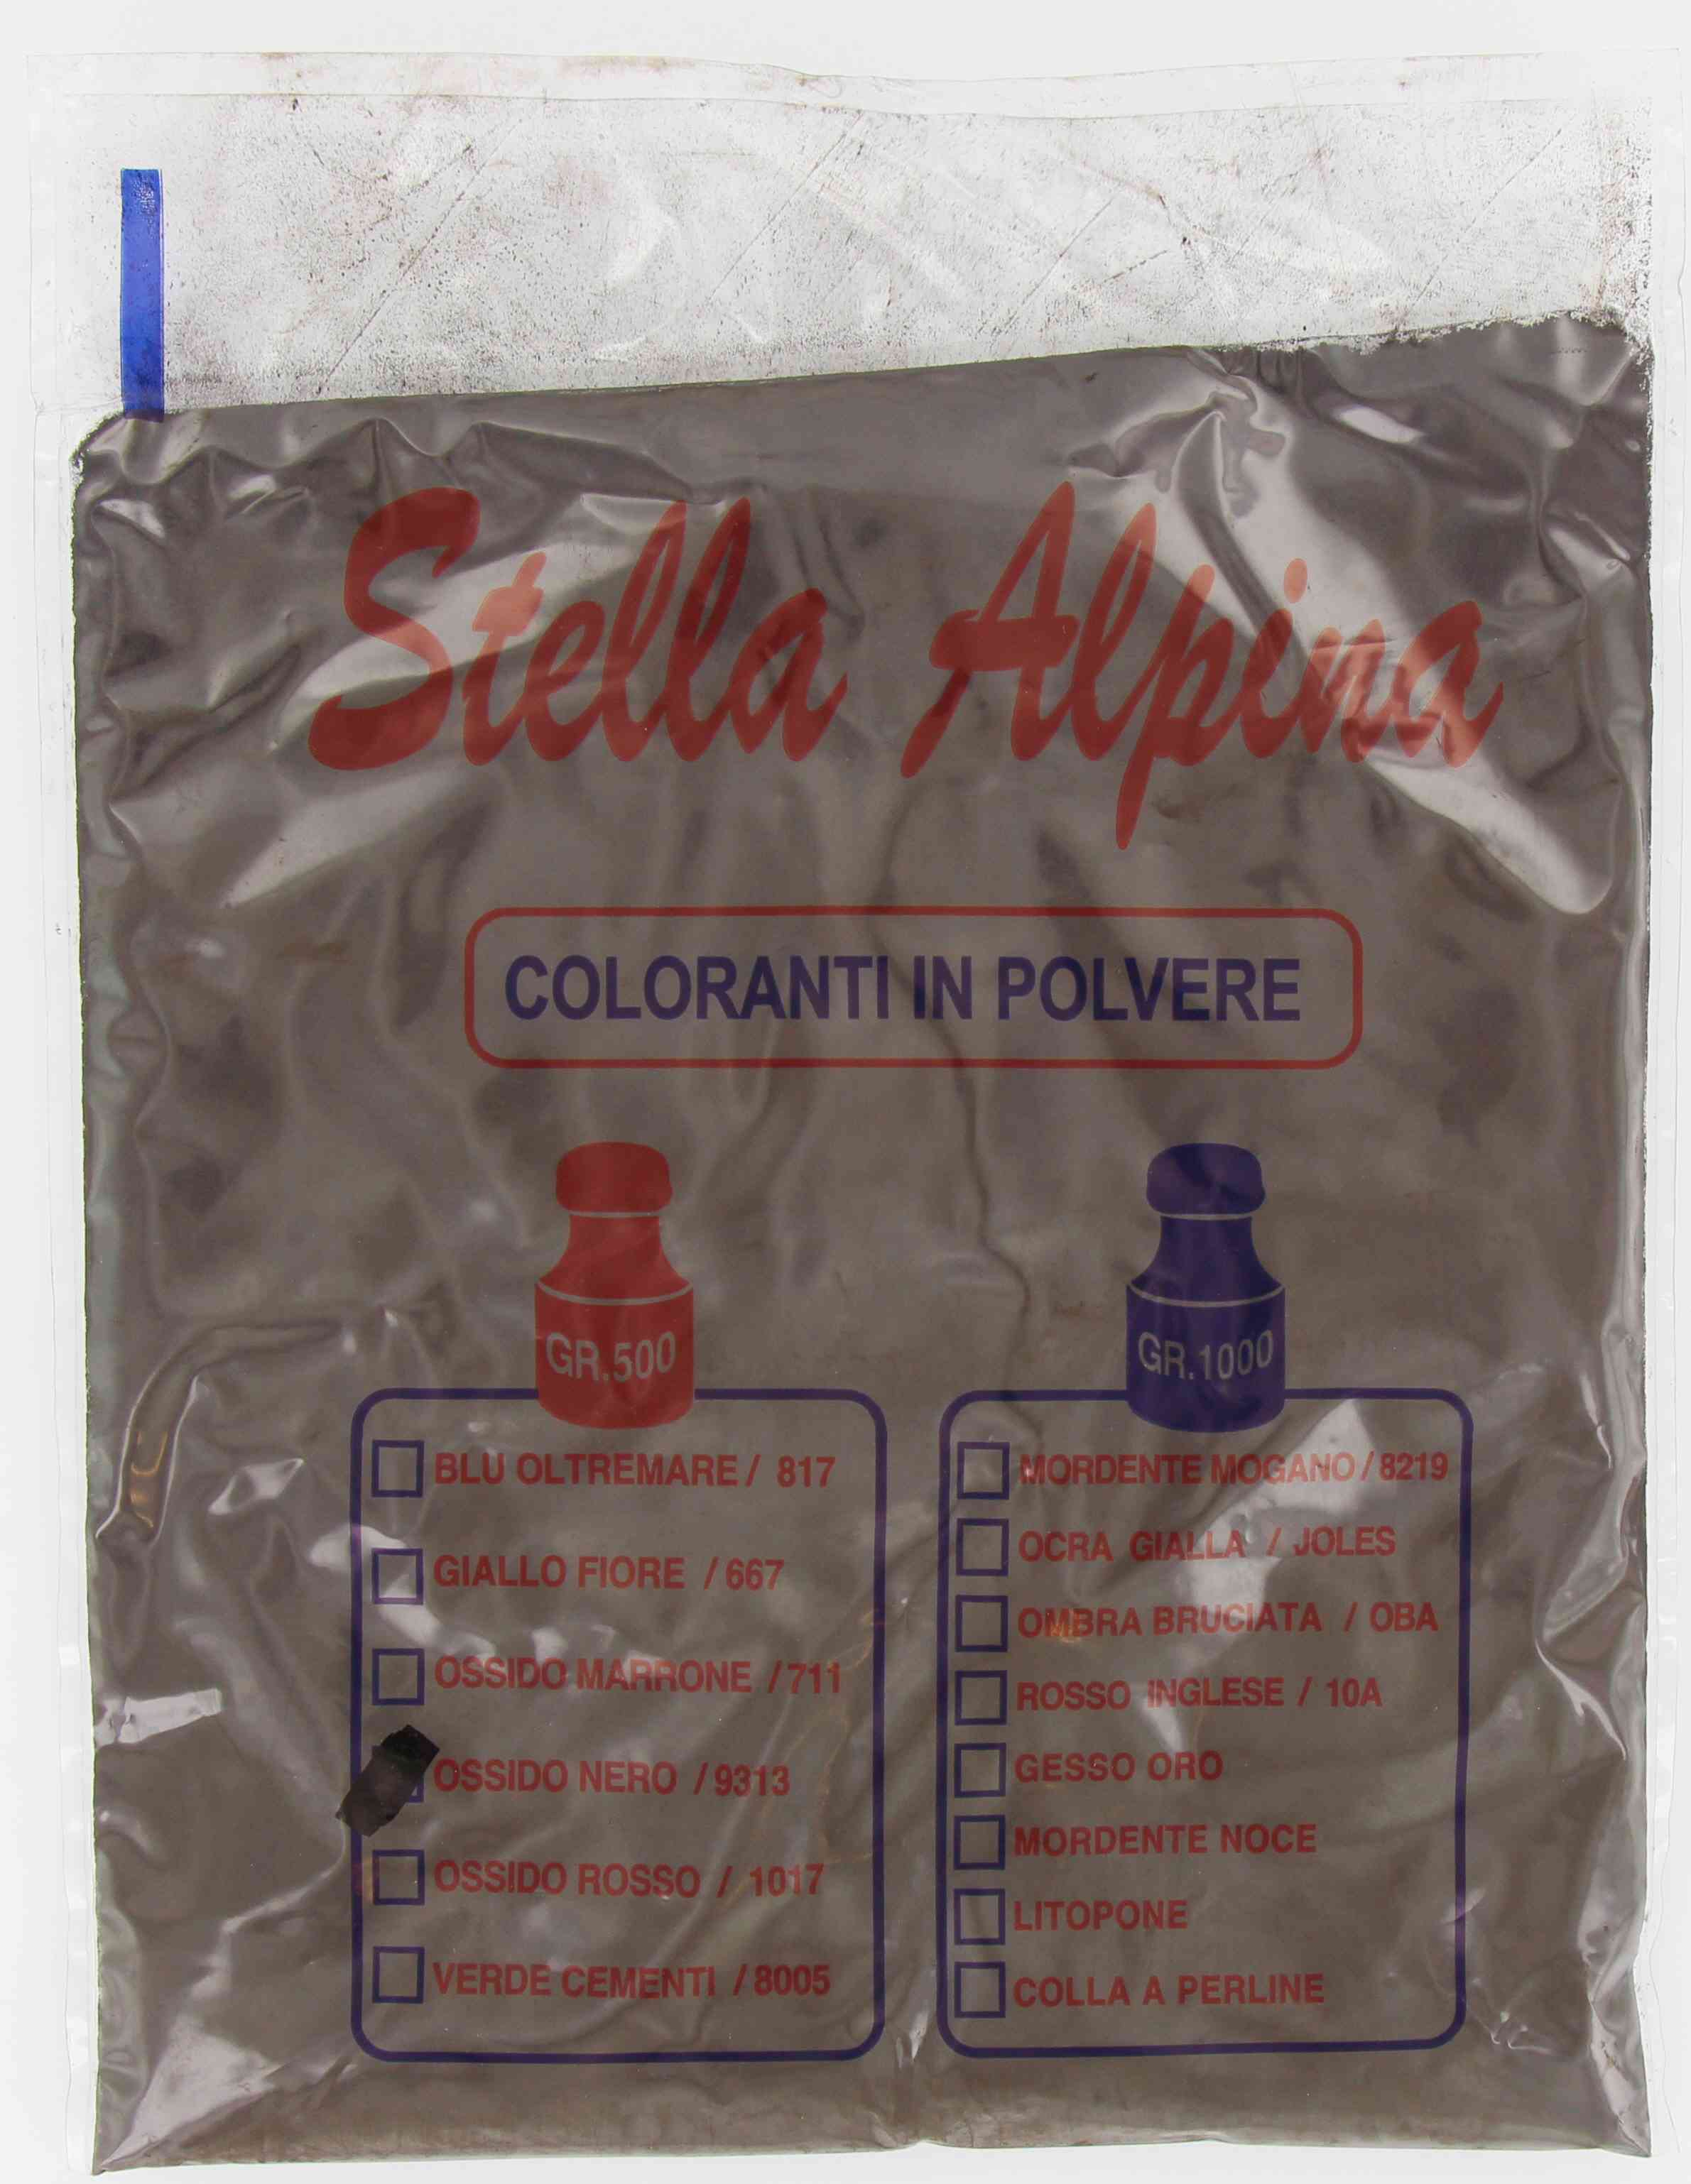 Stella Alpina
COLORANTI IN POLVERE
GR.500
BLU OLTREMARE / 817
GIALLO FIORE / 667
OSSIDO MARRONE / 711
OSSIDO NERO / 9313
OSSIDO ROSSO / 1017
VERDE CEMENTI / 8005
GR.1000
MORDENTE MOGANO / 8219
OCRA GIALLA / JOLES
OMBRA BRUCIATA / OBA
ROSSO INGLESE / 10A
GESSO ORO
MORDENTE NOCE
LITOPONE
COLLA A PERLINE